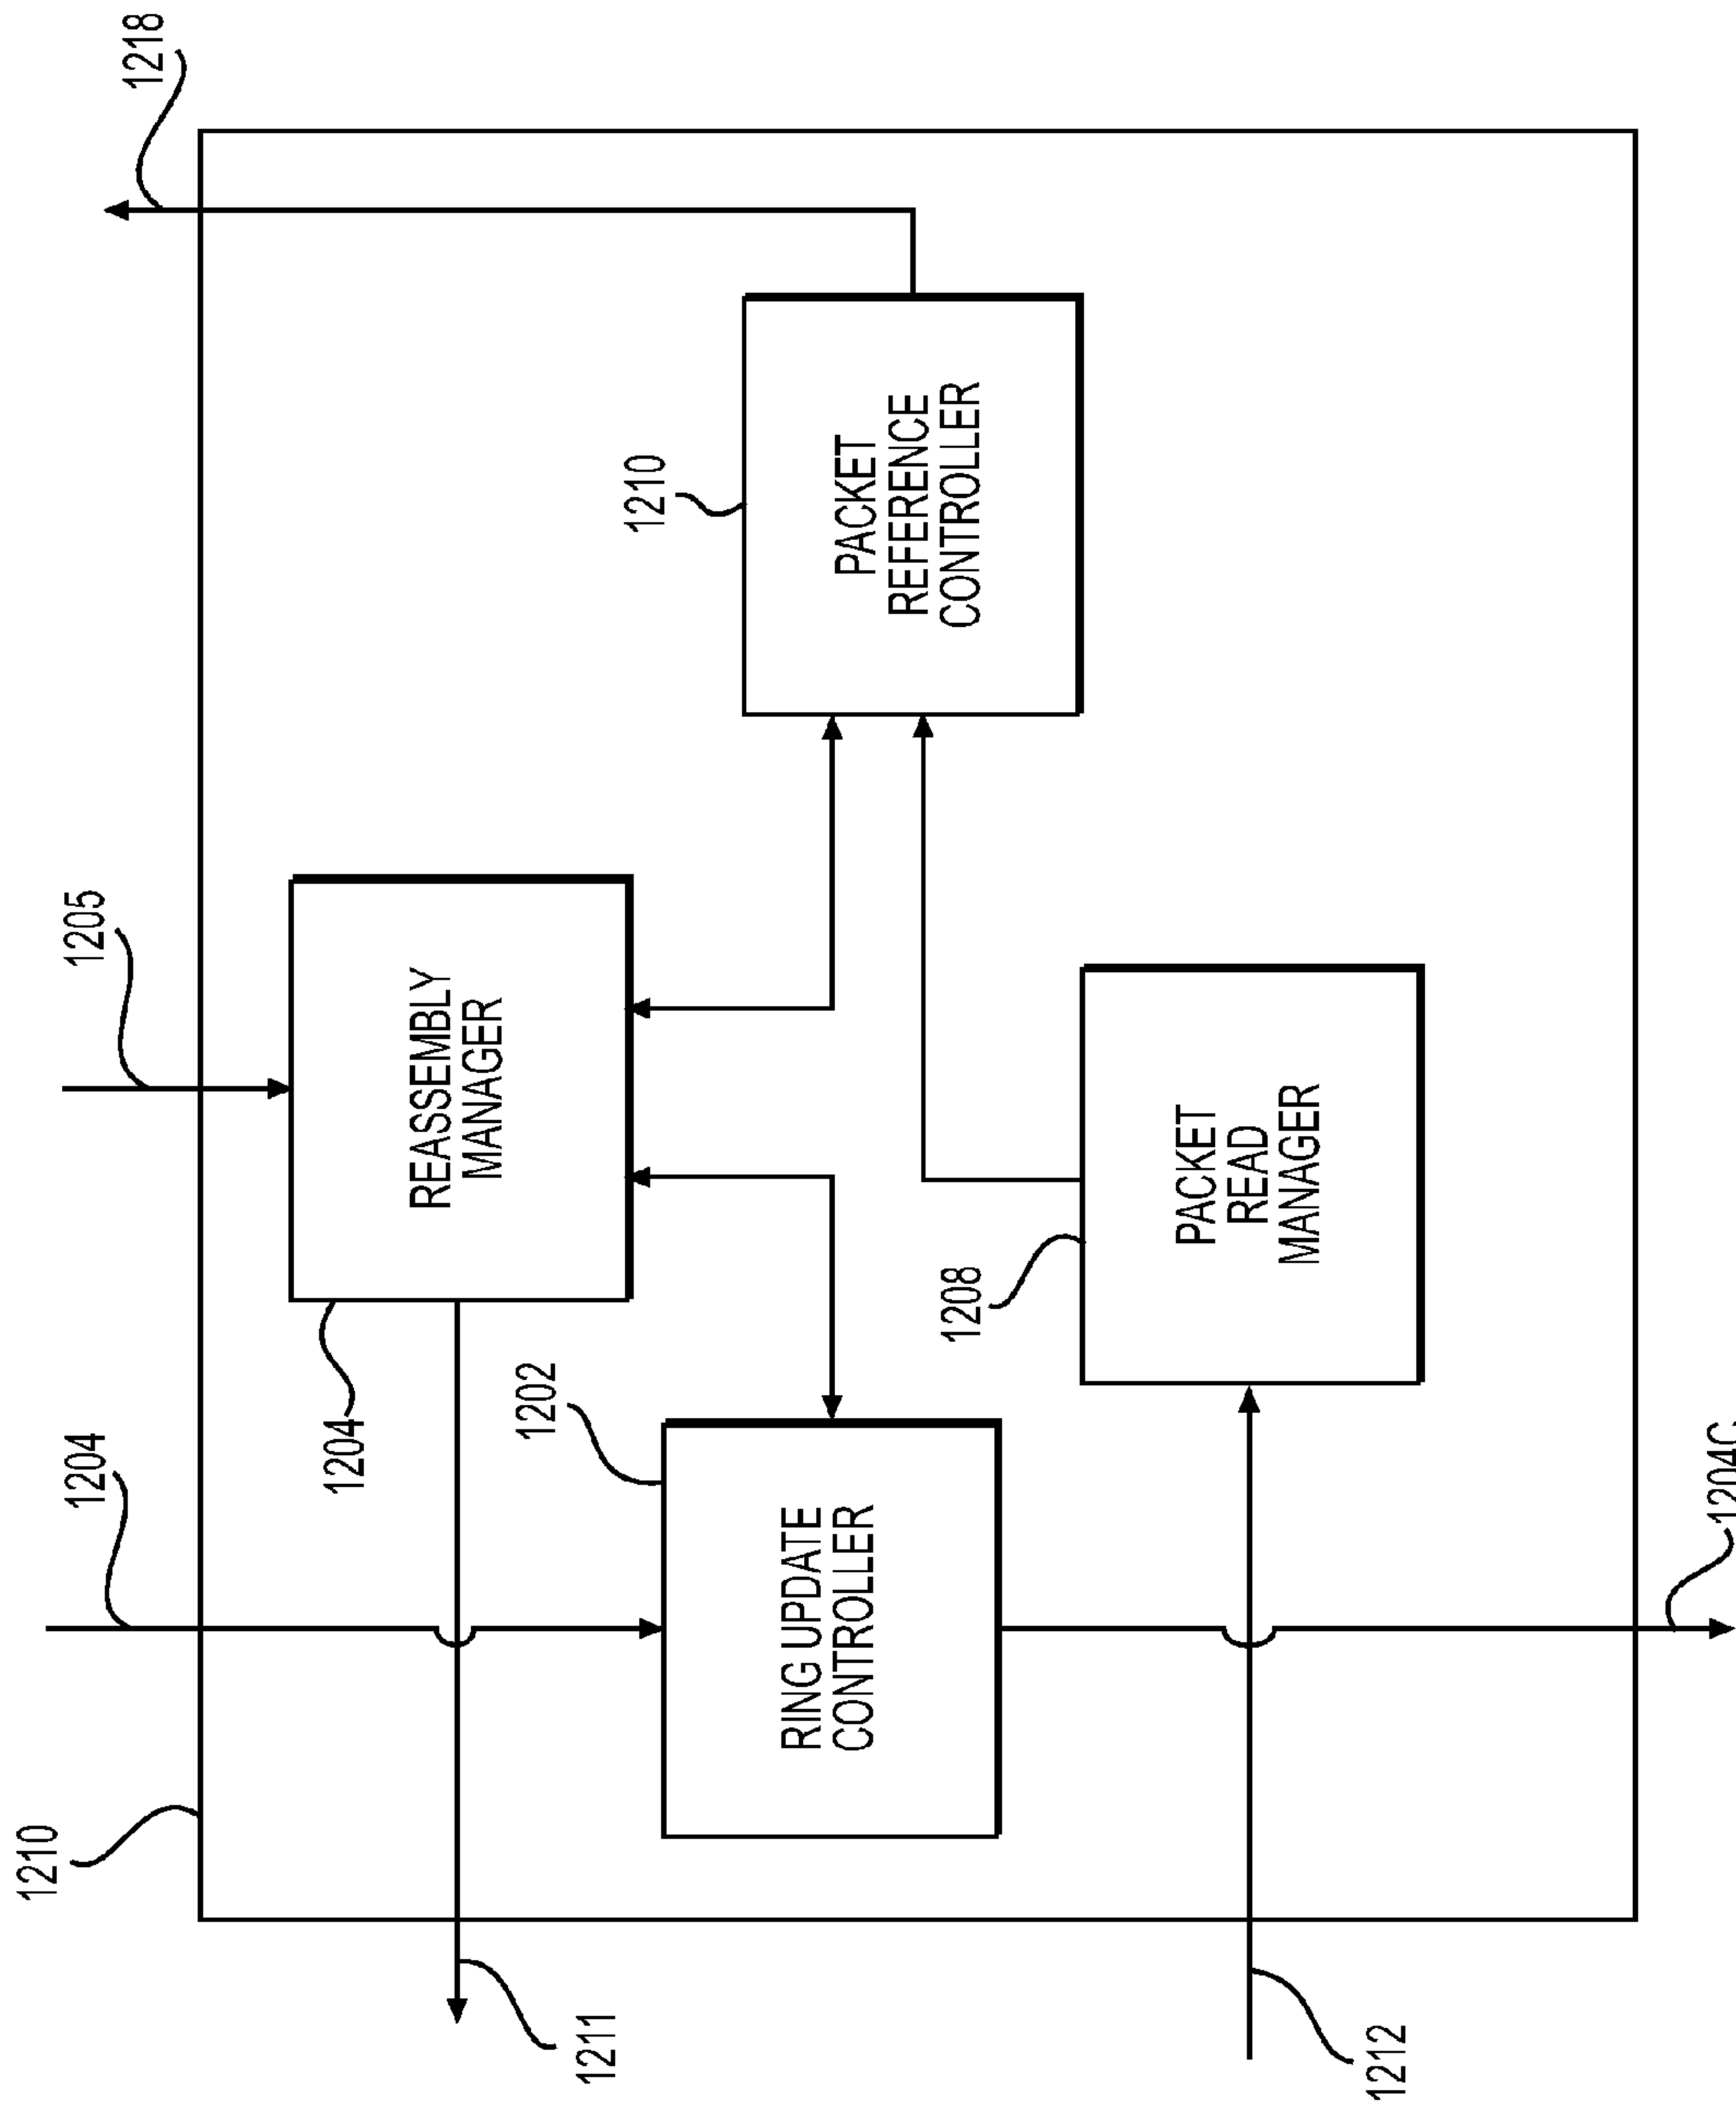 1210
1204
1205
1218
1204
REASSEMBLY
MANAGER
1211
1202
RING UPDATE
CONTROLLER
1210
PACKET
REFERENCE
CONTROLLER
1208
PACKET
READ
MANAGER
1212
1204C